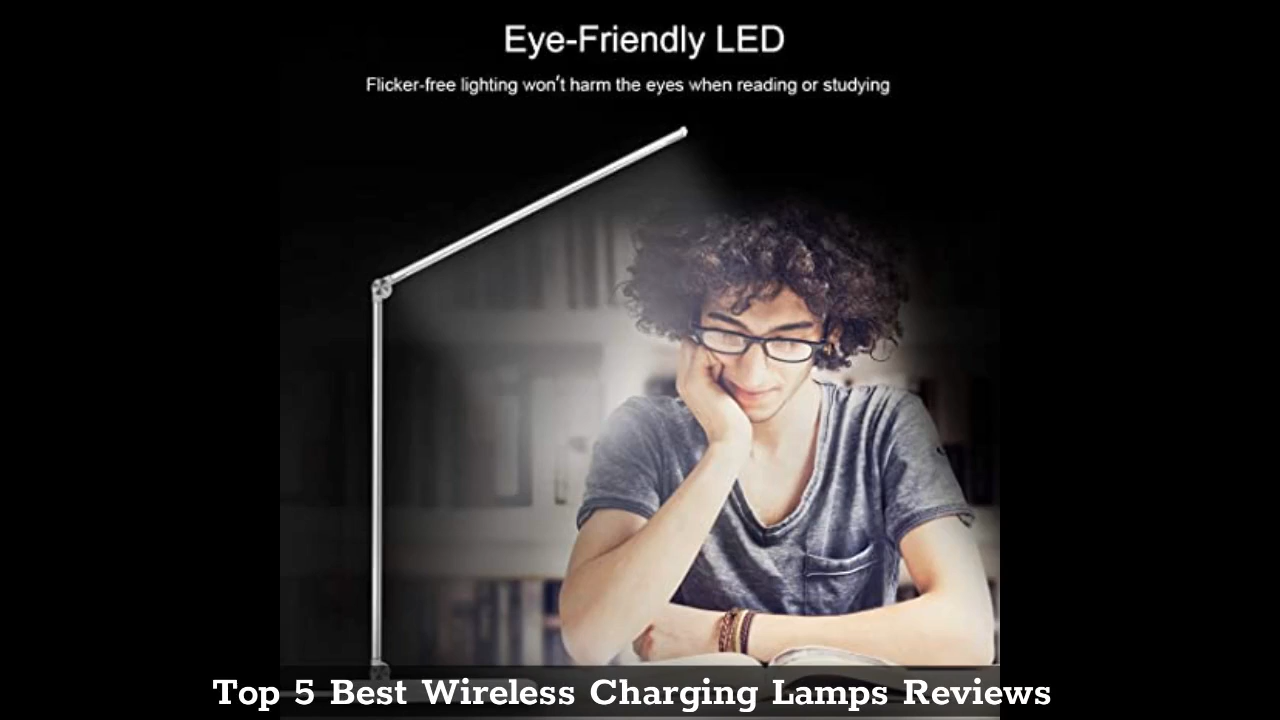 Eye-Friendly LED
Flicker-free lighting won't harm the eyes when reading or studying
Top 5 Best Wireless Charging Lamps Reviews